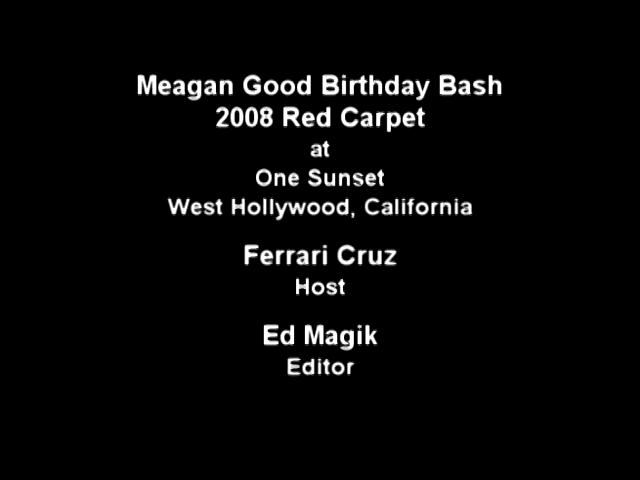 Meagan Good Birthday Bash
2008 Red Carpet
at
One Sunset
West Hollywood, California
Ferrari Cruz
Host
Ed Magik
Editor